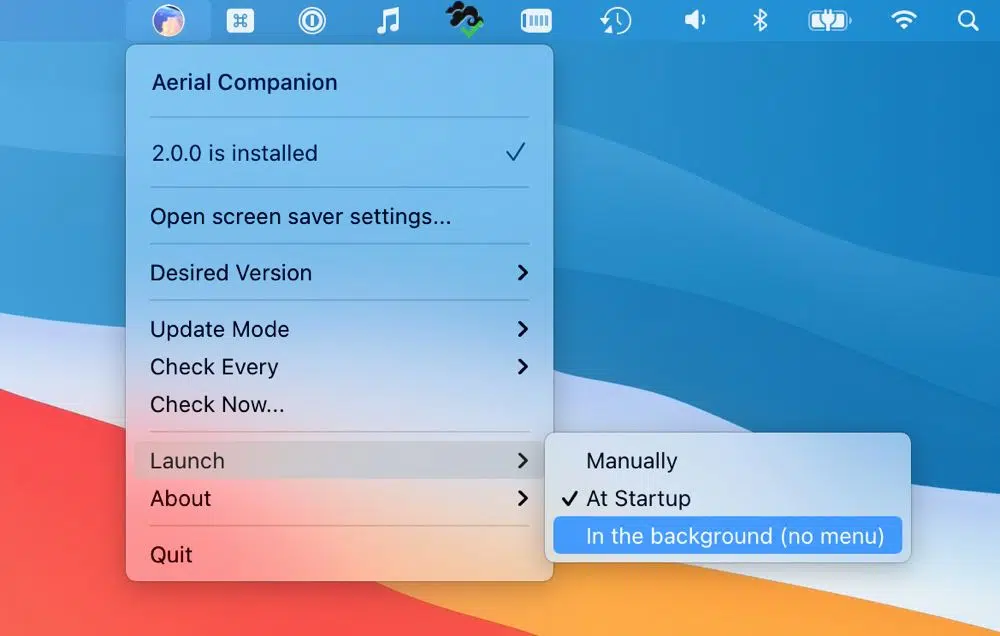 Aerial Companion
2.0.0 is installed
Open screen saver settings...
Desired Version
Update Mode
Check Every
Check Now...
Launch
About
Quit
Manually
At Startup
In the background (no menu)